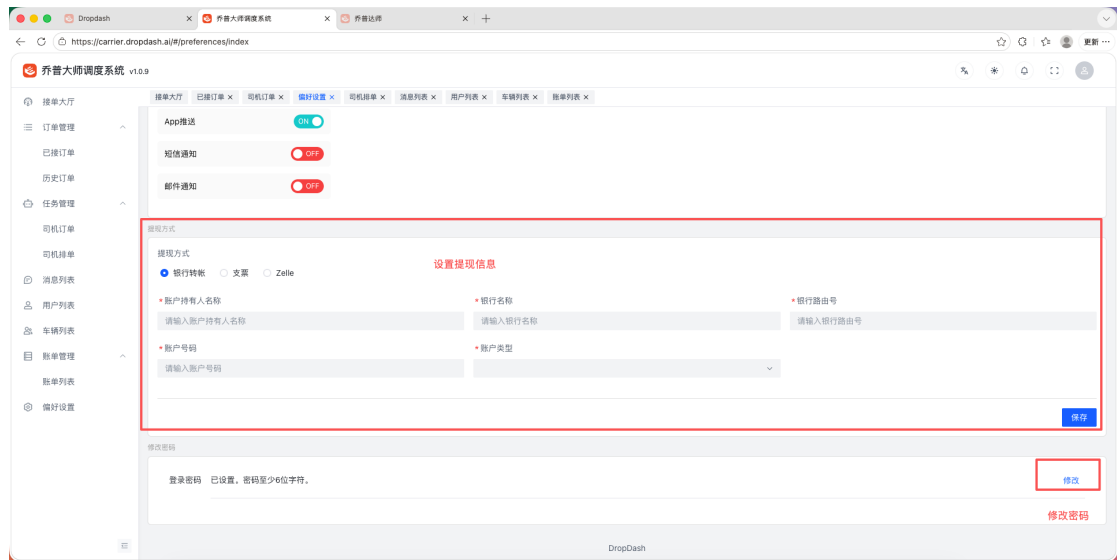 Dropdash
乔普大师调度系统
乔普达师
https://carrier.dropdash.ai/#/preferences/index
更新
乔普大师调度系统 v1.0.9
接单大厅
订单管理
已接订单
历史订单
任务管理
司机订单
司机排单
消息列表
用户列表
车辆列表
账单管理
账单列表
偏好设置
接单大厅 已接订单 司机订单 偏好设置 司机排单 消息列表 用户列表 车辆列表 账单列表
App推送 ON
短信通知 OFF
邮件通知 OFF
提现方式
提现方式
银行转帐 支票 Zelle
设置提现信息
*账户持有人名称 *银行名称 *银行路由号
请输入账户持有人名称 请输入银行名称 请输入银行路由号
*账户号码 *账户类型
请输入账户号码
保存
修改密码
登录密码 已设置。密码至少6位字符。 修改
修改密码
DropDash